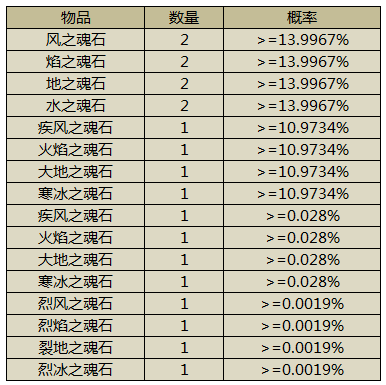 物品 数量 概率
风之魂石 2 >=13.9967%
焰之魂石 2 >=13.9967%
地之魂石 2 >=13.9967%
水之魂石 2 >=13.9967%
疾风之魂石 1 >=10.9734%
火焰之魂石 1 >=10.9734%
大地之魂石 1 >=10.9734%
寒冰之魂石 1 >=10.9734%
疾风之魂石 1 >=0.028%
火焰之魂石 1 >=0.028%
大地之魂石 1 >=0.028%
寒冰之魂石 1 >=0.028%
烈风之魂石 1 >=0.0019%
烈焰之魂石 1 >=0.0019%
裂地之魂石 1 >=0.0019%
烈冰之魂石 1 >=0.0019%